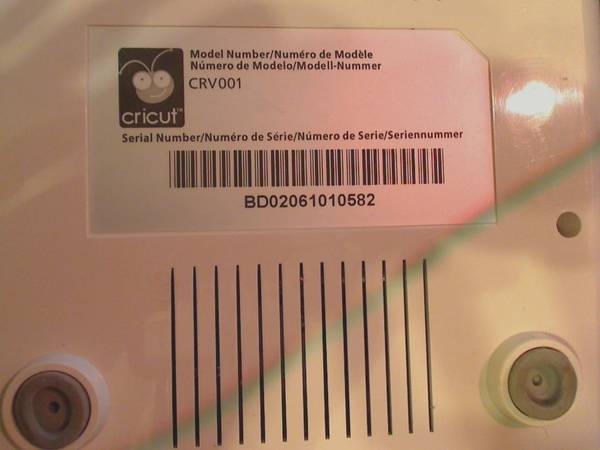 Model Number/Numéro de Modèle
Número de Modelo/Modell-Nummer
CRV001
cricut™
Serial Number/Numéro de Série/Número de Serie/Seriennummer
BD02061010582